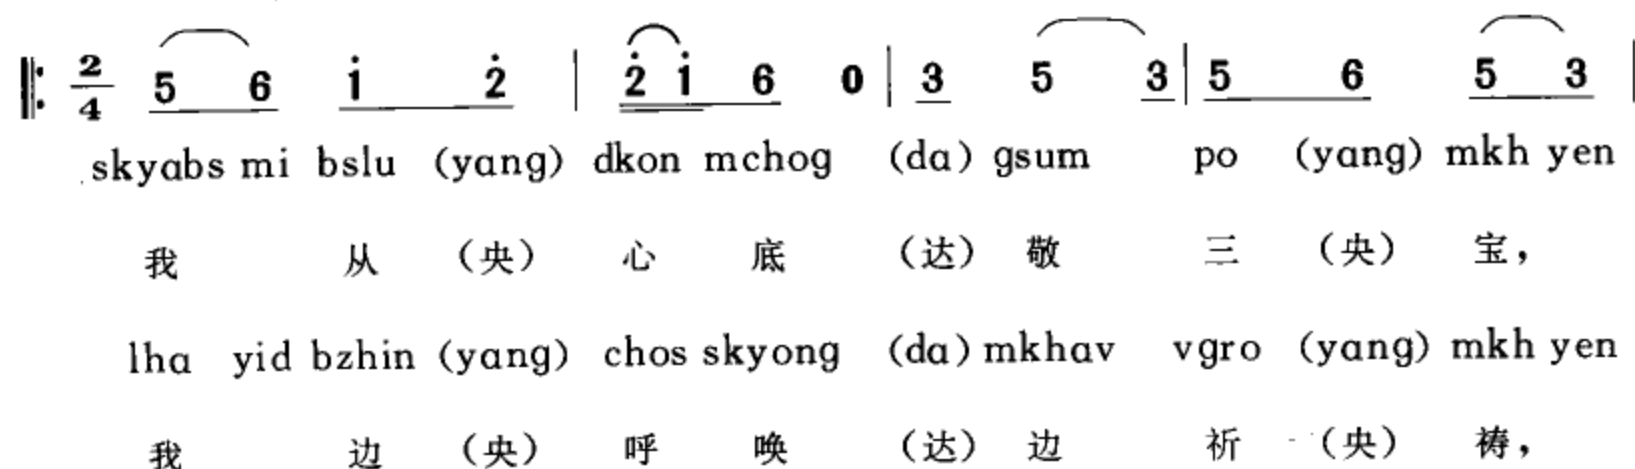 2/4 5 6 1̇ 2̇ | 2̇ 1̇ 6 0 | 3 5 3 | 5 6 5 3 |
skyabs mi bslu (yang) dkon mchog (da) gsum po (yang) mkh yen
我 从 （央） 心 底 （达） 敬 三 （央） 宝，
lha yid bzhin (yang) chos skyong (da) mkhav vgro (yang) mkh yen
我 边 （央） 呼 唤 （达） 边 祈 （央） 祷，